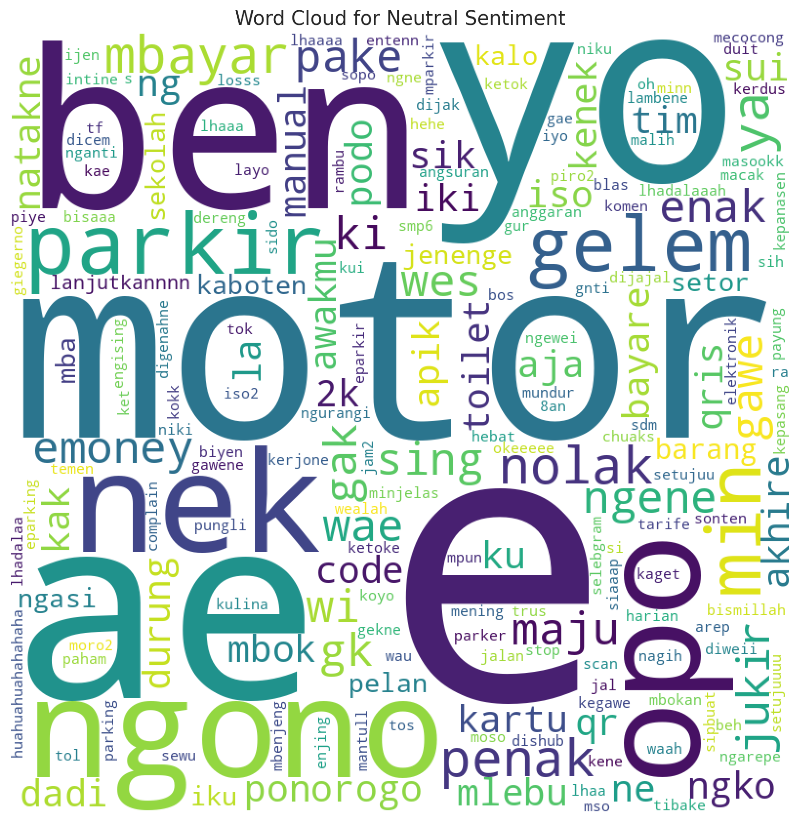 Word Cloud for Neutral Sentiment
ijen
mbayar
lhaaaa
entenn
pake
sopo
mparkir
yo
kalo
mecocong
duit
sui
niku
intine
s
ng
losss
ngne
ketok
oh
minn
kerdus
natakne
ben
tf
dicem
nganti
kae
sekolah
lhaaa
layo
manual
rambu
podo
dijak
hehe
sik
angsuran
gae
iyo
kenek
lambene
tim
malih
ya
masookk
macak
kepanasen
piye
bisaaa
dereng
iki
smp6
iso
piro2
blas
lhadalaaah
komen
enak
giegerno
parkir
sido
ki
kui
jenenge
gur
anggaran
gelem
dijajal
sih
lanjutkannnn
kaboten
awakmu
wes
bos
gnti
setor
motor
mba
engising
ket
digenahne
kokk
niki
tok
la
iso2
eparkir
2k
ngurangi
apik
toilet
ngewei
aja
mundur
8an
bayare
sdm
qris
elektronik
gawe
payung
ra
kepasang
emoney
biyen
gawene
kerjone
jam2
gak
sing
hebat
okeeeee
chuaks
barang
temen
nek
minjelas
nolak
setujuu
eparking
kak
complain
pungli
wealah
wae
ketoke
ngene
tarife
sonten
min
akhire
lhadalaa
ae
code
e
mpun
ku
selebgram
si
siaaap
opo
kaget
ngasi
durung
kulina
wi
koyo
mening
trus
maju
harian
arep
bismillah
huahuahuahahahaha
moro2
paham
mbok
gekne
gk
wau
parker
jalan
stop
scan
nagih
diweii
jukir
setujuuuu
pelan
jal
kegawe
mbokan
sipbuat
beh
ngono
tol
parking
sewu
mbenjeng
enjing
mantull
tos
kartu
moso
dishub
qr
kene
waah
ngarepe
penak
dadi
iku
ponorogo
mlebu
lhaa
mso
ne
tibake
ngko